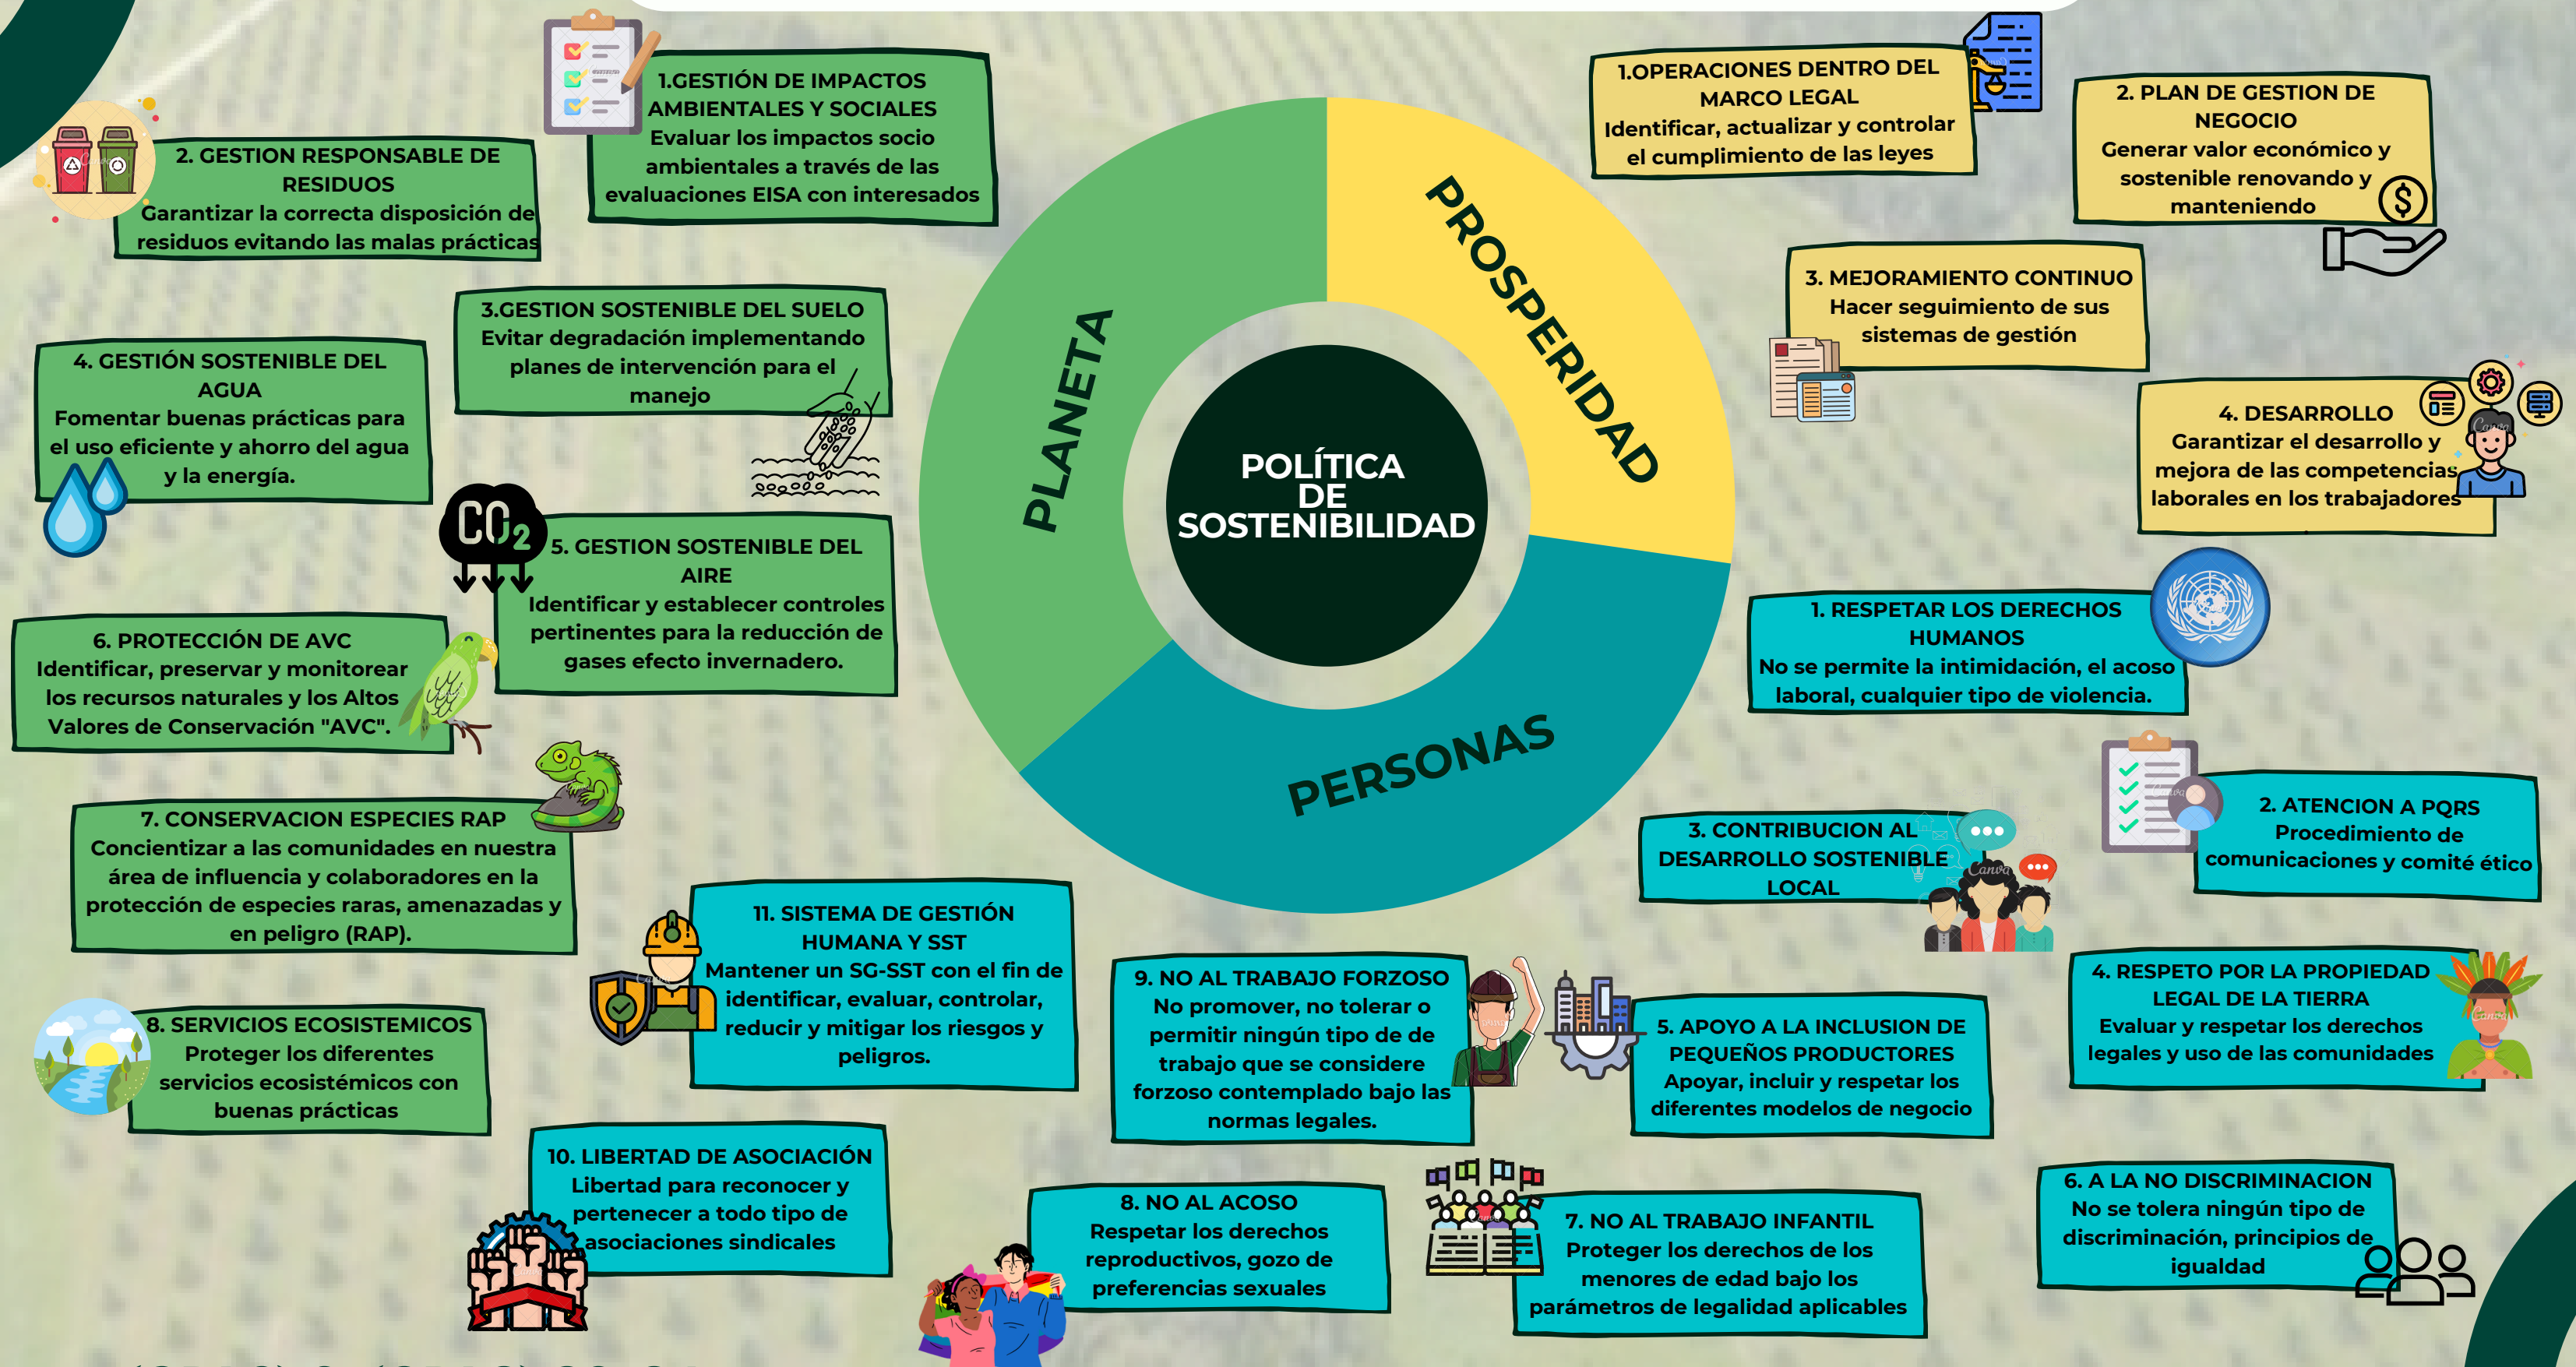 POLÍTICA
DE
SOSTENIBILIDAD
PLANETA
1.GESTIÓN DE IMPACTOS
AMBIENTALES Y SOCIALES
Evaluar los impactos socio
ambientales a través de las
evaluaciones EISA con interesados
2. GESTION RESPONSABLE DE
RESIDUOS
Garantizar la correcta disposición de
residuos evitando las malas prácticas
3.GESTION SOSTENIBLE DEL SUELO
Evitar degradación implementando
planes de intervención para el
manejo
4. GESTIÓN SOSTENIBLE DEL
AGUA
Fomentar buenas prácticas para
el uso eficiente y ahorro del agua
y la energía.
CO2
5. GESTION SOSTENIBLE DEL
AIRE
Identificar y establecer controles
pertinentes para la reducción de
gases efecto invernadero.
6. PROTECCIÓN DE AVC
Identificar, preservar y monitorear
los recursos naturales y los Altos
Valores de Conservación "AVC".
7. CONSERVACION ESPECIES RAP
Concientizar a las comunidades en nuestra
área de influencia y colaboradores en la
protección de especies raras, amenazadas y
en peligro (RAP).
8. SERVICIOS ECOSISTEMICOS
Proteger los diferentes
servicios ecosistémicos con
buenas prácticas
PROSPERIDAD
1.OPERACIONES DENTRO DEL
MARCO LEGAL
Identificar, actualizar y controlar
el cumplimiento de las leyes
2. PLAN DE GESTION DE
NEGOCIO
Generar valor económico y
sostenible renovando y
manteniendo
$
3. MEJORAMIENTO CONTINUO
Hacer seguimiento de sus
sistemas de gestión
4. DESARROLLO
Garantizar el desarrollo y
mejora de las competencias
laborales en los trabajadores
PERSONAS
1. RESPETAR LOS DERECHOS
HUMANOS
No se permite la intimidación, el acoso
laboral, cualquier tipo de violencia.
2. ATENCION A PQRS
Procedimiento de
comunicaciones y comité ético
3. CONTRIBUCION AL
DESARROLLO SOSTENIBLE
LOCAL
Canva
4. RESPETO POR LA PROPIEDAD
LEGAL DE LA TIERRA
Evaluar y respetar los derechos
legales y uso de las comunidades
Canva
5. APOYO A LA INCLUSION DE
PEQUEÑOS PRODUCTORES
Apoyar, incluir y respetar los
diferentes modelos de negocio
6. A LA NO DISCRIMINACION
No se tolera ningún tipo de
discriminación, principios de
igualdad
7. NO AL TRABAJO INFANTIL
Proteger los derechos de los
menores de edad bajo los
parámetros de legalidad aplicables
8. NO AL ACOSO
Respetar los derechos
reproductivos, gozo de
preferencias sexuales
9. NO AL TRABAJO FORZOSO
No promover, no tolerar o
permitir ningún tipo de de
trabajo que se considere
forzoso contemplado bajo las
normas legales.
10. LIBERTAD DE ASOCIACIÓN
Libertad para reconocer y
pertenecer a todo tipo de
asociaciones sindicales
11. SISTEMA DE GESTIÓN
HUMANA Y SST
Mantener un SG-SST con el fin de
identificar, evaluar, controlar,
reducir y mitigar los riesgos y
peligros.